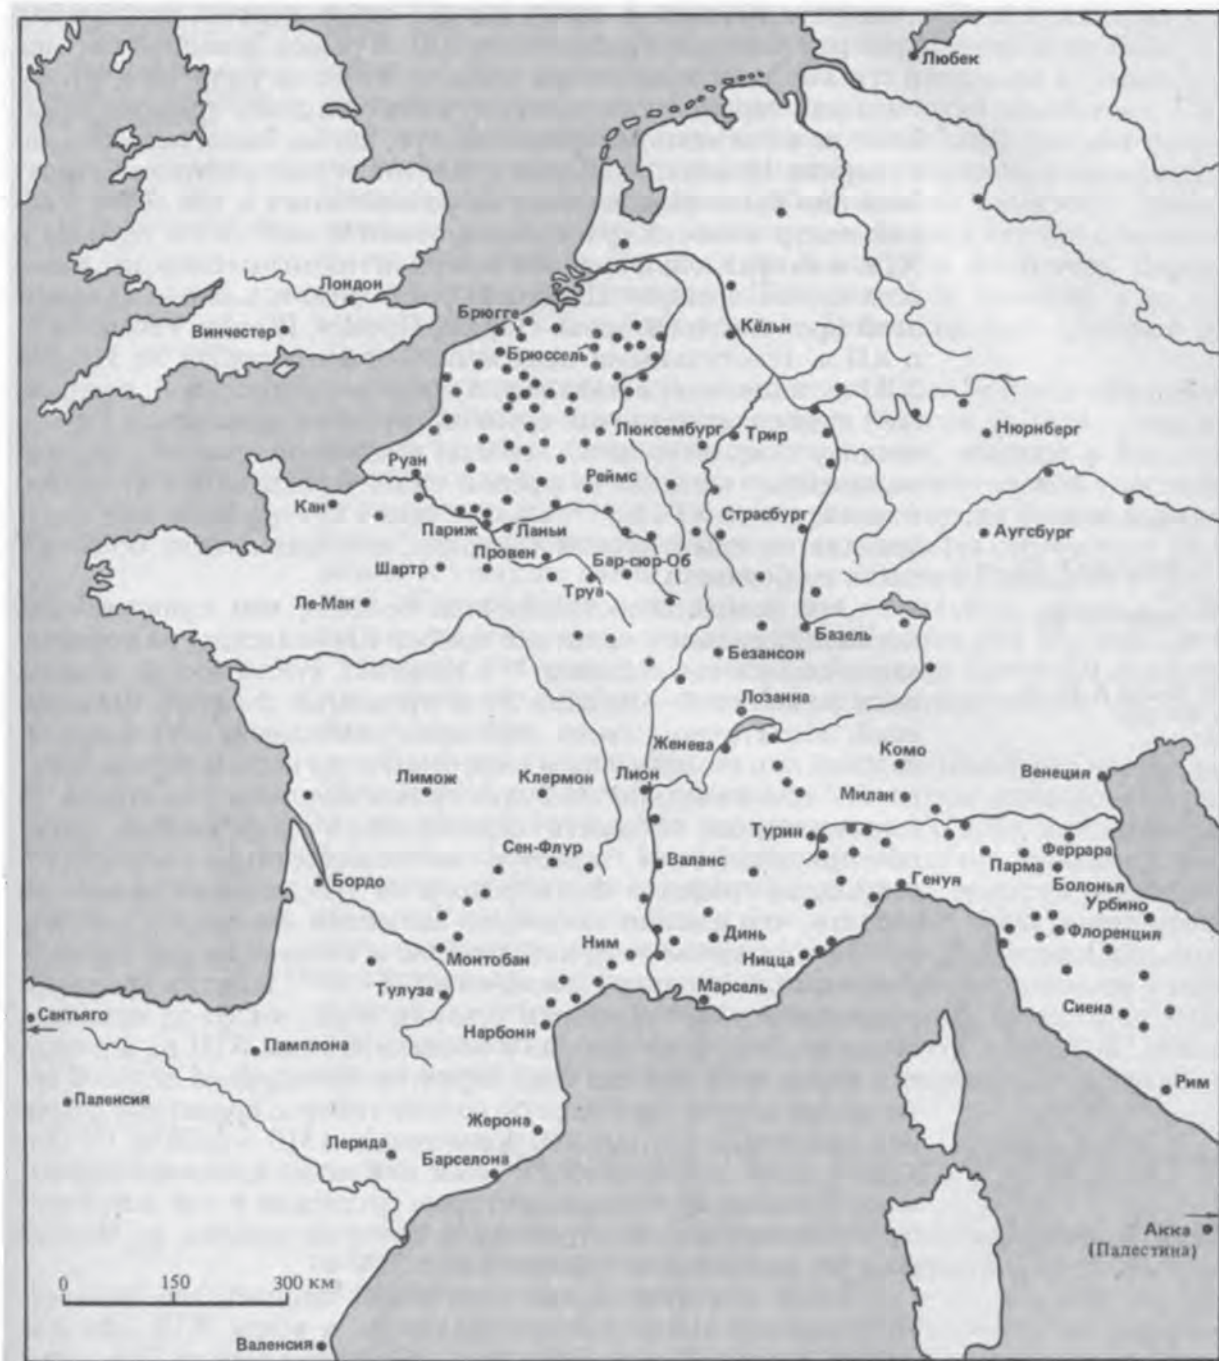 Любек
Лондон
Винчестер
Брюгге
Кёльн
Брюссель
Люксембург
Трир
Нюрнберг
Руан
Реймс
Кан
Париж
Ланьи
Страсбург
Аугсбург
Провен
Бар-сюр-Об
Шартр
Труа
Ле-Ман
Базель
Безансон
Лозанна
Женева
Комо
Венеция
Лимож
Клермон
Лион
Милан
Турин
Сен-Флур
Феррара
Валанс
Парма
Бордо
Генуя
Болонья
Урбино
Ним
Динь
Флоренция
Монтобан
Ницца
Тулуза
Марсель
Сиена
Сантьяго
Нарбонн
Памплона
Рим
Паленсия
Жерона
Лерида
Барселона
Акка
(Палестина)
0 150 300 км
Валенсия